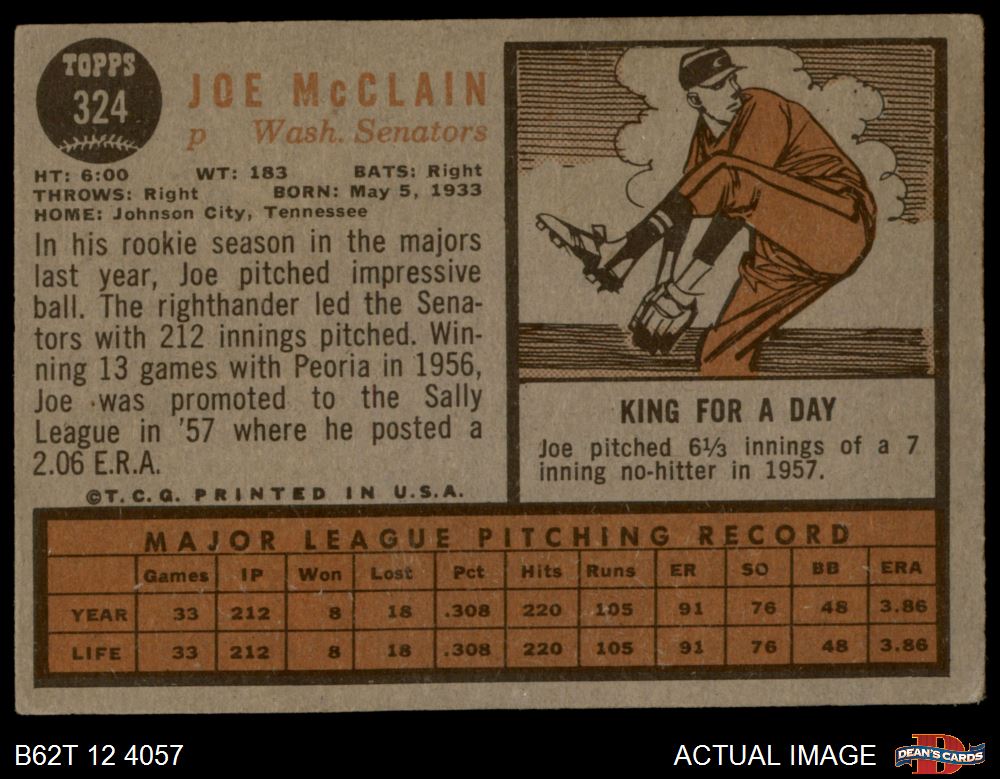 TOPPS
324
JOE McCLAIN
p Wash. Senators
HT: 6:00 WT: 183 BATS: Right
THROWS: Right BORN: May 5, 1933
HOME: Johnson City, Tennessee
In his rookie season in the majors
last year, Joe pitched impressive
ball. The righthander led the Sena-
tors with 212 innings pitched. Win-
ning 13 games with Peoria in 1956,
Joe was promoted to the Sally
League in '57 where he posted a
2.06 E.R.A.
©T.C.G. PRINTED IN U.S.A.
KING FOR A DAY
Joe pitched 6⅓ innings of a 7
inning no-hitter in 1957.
MAJOR LEAGUE PITCHING RECORD
Games IP Won Lost Pct Hits Runs ER SO BB ERA
YEAR 33 212 8 18 .308 220 105 91 76 48 3.86
LIFE 33 212 8 18 .308 220 105 91 76 48 3.86
B62T 12 4057
ACTUAL IMAGE
D
DEAN'S CARDS